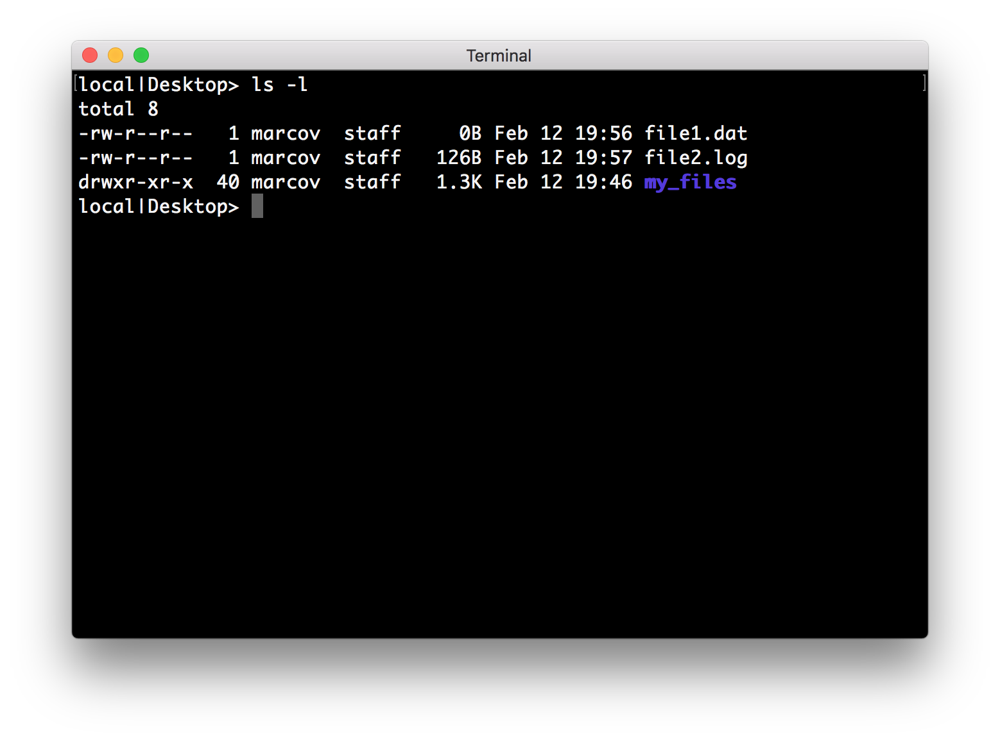 Terminal
[local|Desktop> ls -l ]
total 8
-rw-r--r--   1 marcov  staff     0B Feb 12 19:56 file1.dat
-rw-r--r--   1 marcov  staff   126B Feb 12 19:57 file2.log
drwxr-xr-x  40 marcov  staff   1.3K Feb 12 19:46 my_files
local|Desktop>